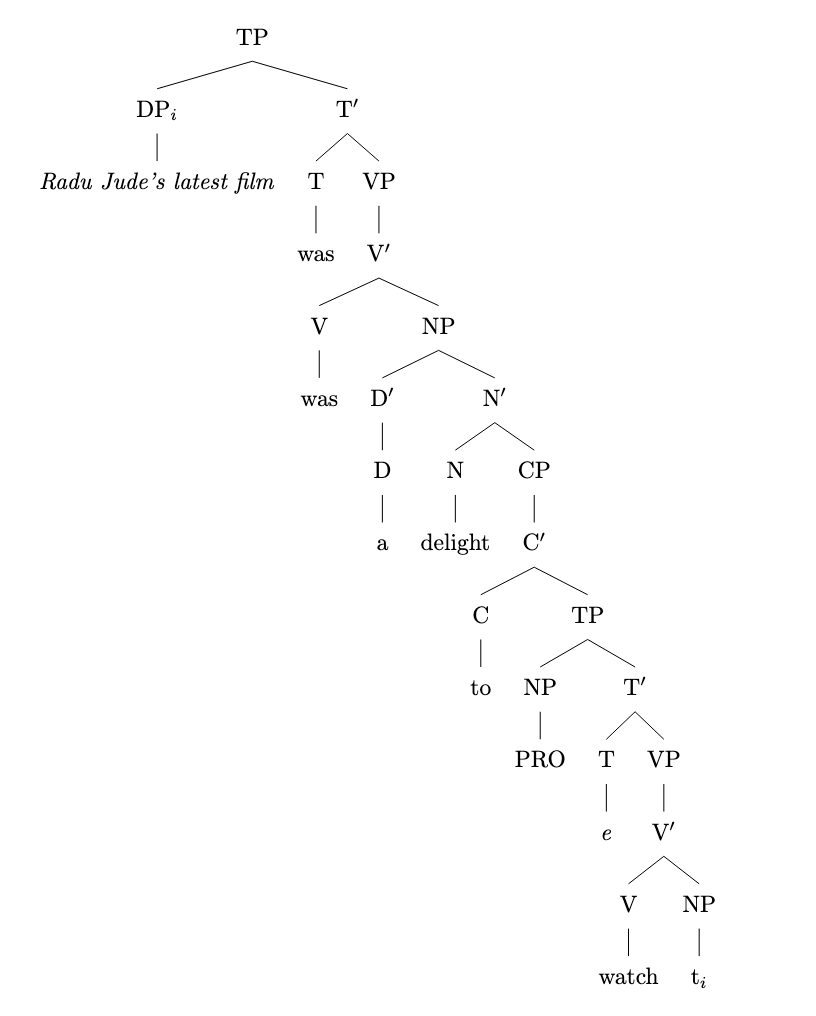 TP
DPᵢ T′
Radu Jude's latest film T VP
was V′
V NP
was D′ N′
D N CP
a delight C′
C TP
to NP T′
PRO T VP
e V′
V NP
watch tᵢ